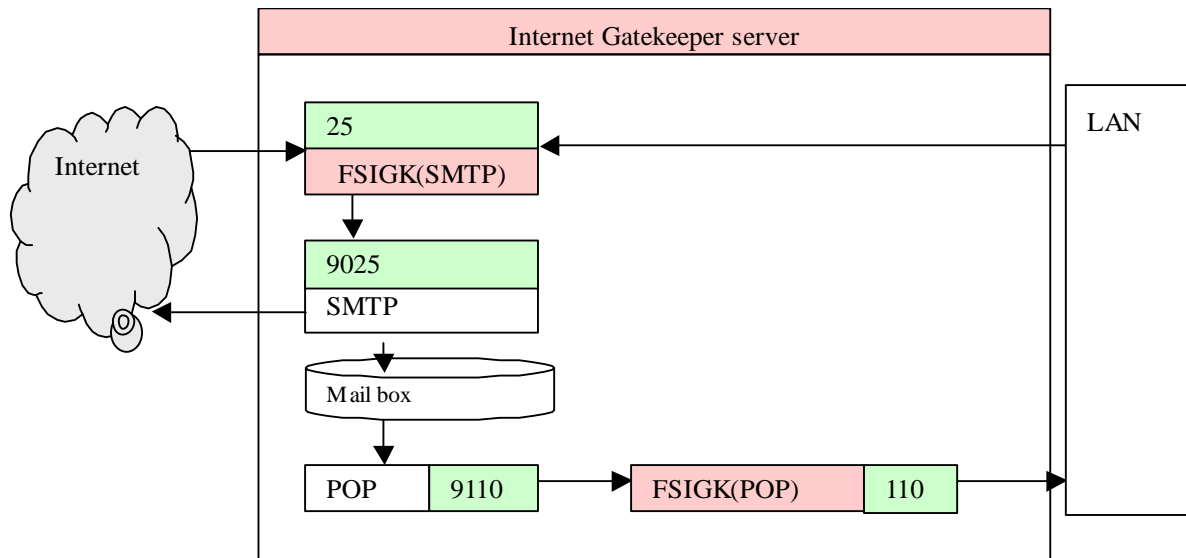 Internet Gatekeeper server
25
LAN
Internet
FSIGK(SMTP)
9025
SMTP
Mail box
POP
9110
FSIGK(POP)
110